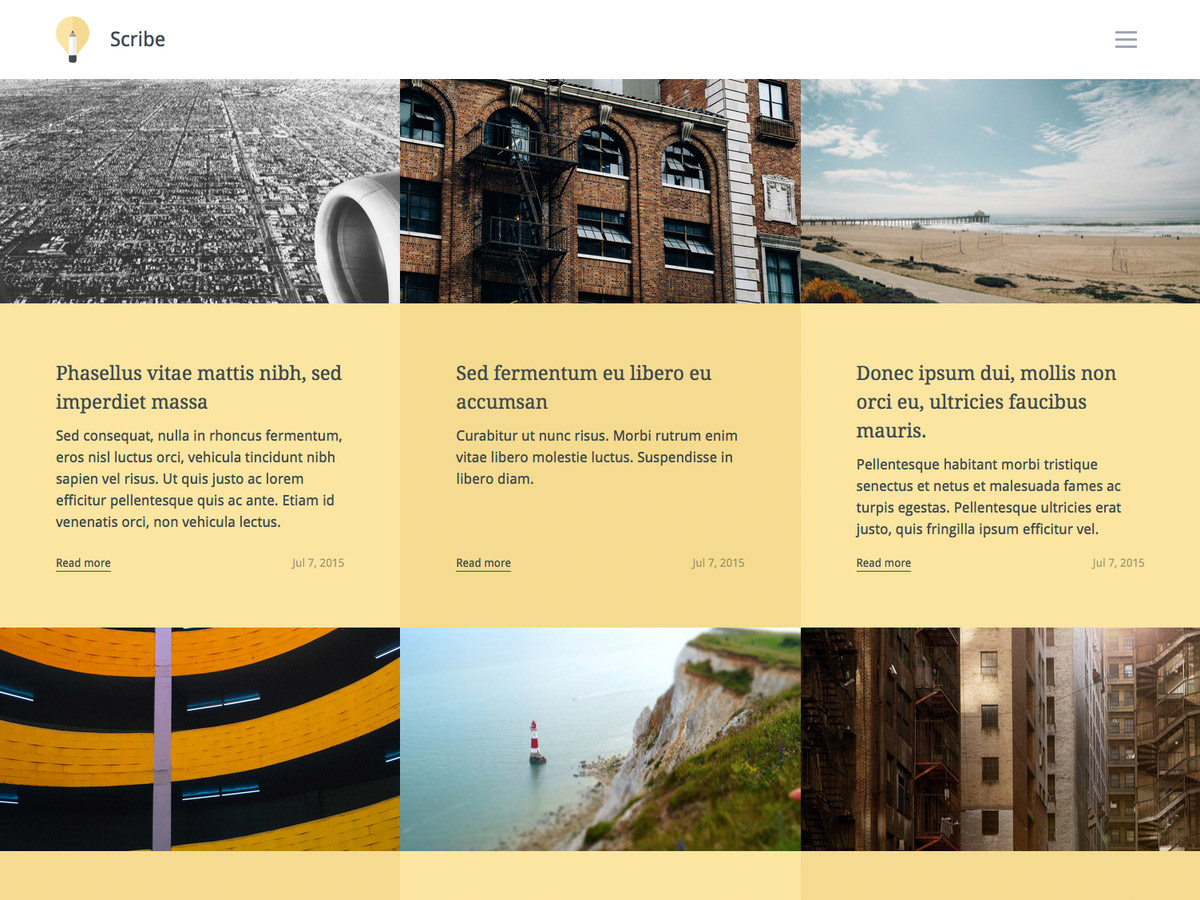 Scribe
Phasellus vitae mattis nibh, sed
imperdiet massa
Sed consequat, nulla in rhoncus fermentum,
eros nisl luctus orci, vehicula tincidunt nibh
sapien vel risus. Ut quis justo ac lorem
efficitur pellentesque quis ac ante. Etiam id
venenatis orci, non vehicula lectus.
Read more
Jul 7, 2015
Sed fermentum eu libero eu
accumsan
Curabitur ut nunc risus. Morbi rutrum enim
vitae libero molestie luctus. Suspendisse in
libero diam.
Read more
Jul 7, 2015
Donec ipsum dui, mollis non
orci eu, ultricies faucibus
mauris.
Pellentesque habitant morbi tristique
senectus et netus et malesuada fames ac
turpis egestas. Pellentesque ultricies erat
justo, quis fringilla ipsum efficitur vel.
Read more
Jul 7, 2015